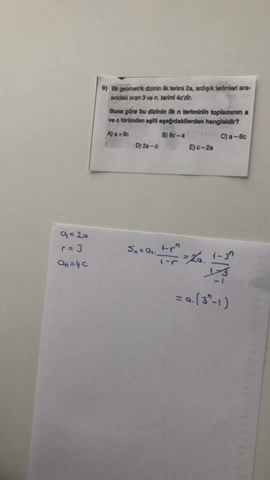 9) Bir geometrik dizinin ilk terimi 2a, ardışık terimleri ara-
sındaki oran 3 ve n. terimi 4c'dir.
Buna göre bu dizinin ilk n teriminin toplamının a
ve c türünden eşiti aşağıdakilerden hangisidir?
A) a + 6c B) 6c – a C) a – 6c
D) 2a – c E) c – 2a
a₁ = 2a
r = 3
aₙ = 4c
Sₙ = a₁ . (1-rⁿ)/(1-r) = 2a . (1-3ⁿ)/(1-3)
-1
= a.(3ⁿ-1)